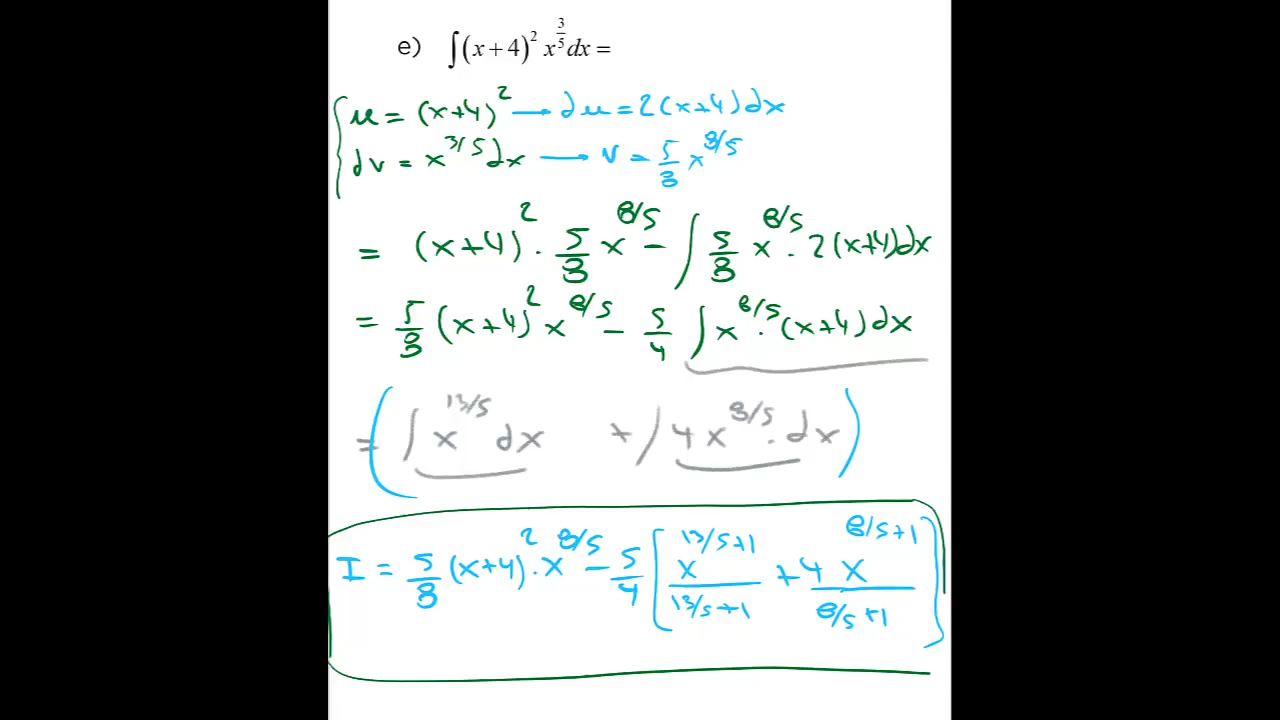 e) ∫(x+4)² x^(3/5) dx =
u = (x+4)² → du = 2(x+4)dx
dv = x^(3/5) dx → v = 5/8 x^(8/5)
= (x+4)² · 5/8 x^(8/5) − ∫ 5/8 x^(8/5) · 2(x+4)dx
= 5/8 (x+4)² x^(8/5) − 5/4 ∫ x^(8/5) · (x+4) dx
= (∫ x^(13/5) dx + ∫ 4x^(8/5) · dx)
I = 5/8 (x+4)² · x^(8/5) − 5/4 [x^(13/5+1)/(13/5+1) + 4 x^(8/5+1)/(8/5+1)]